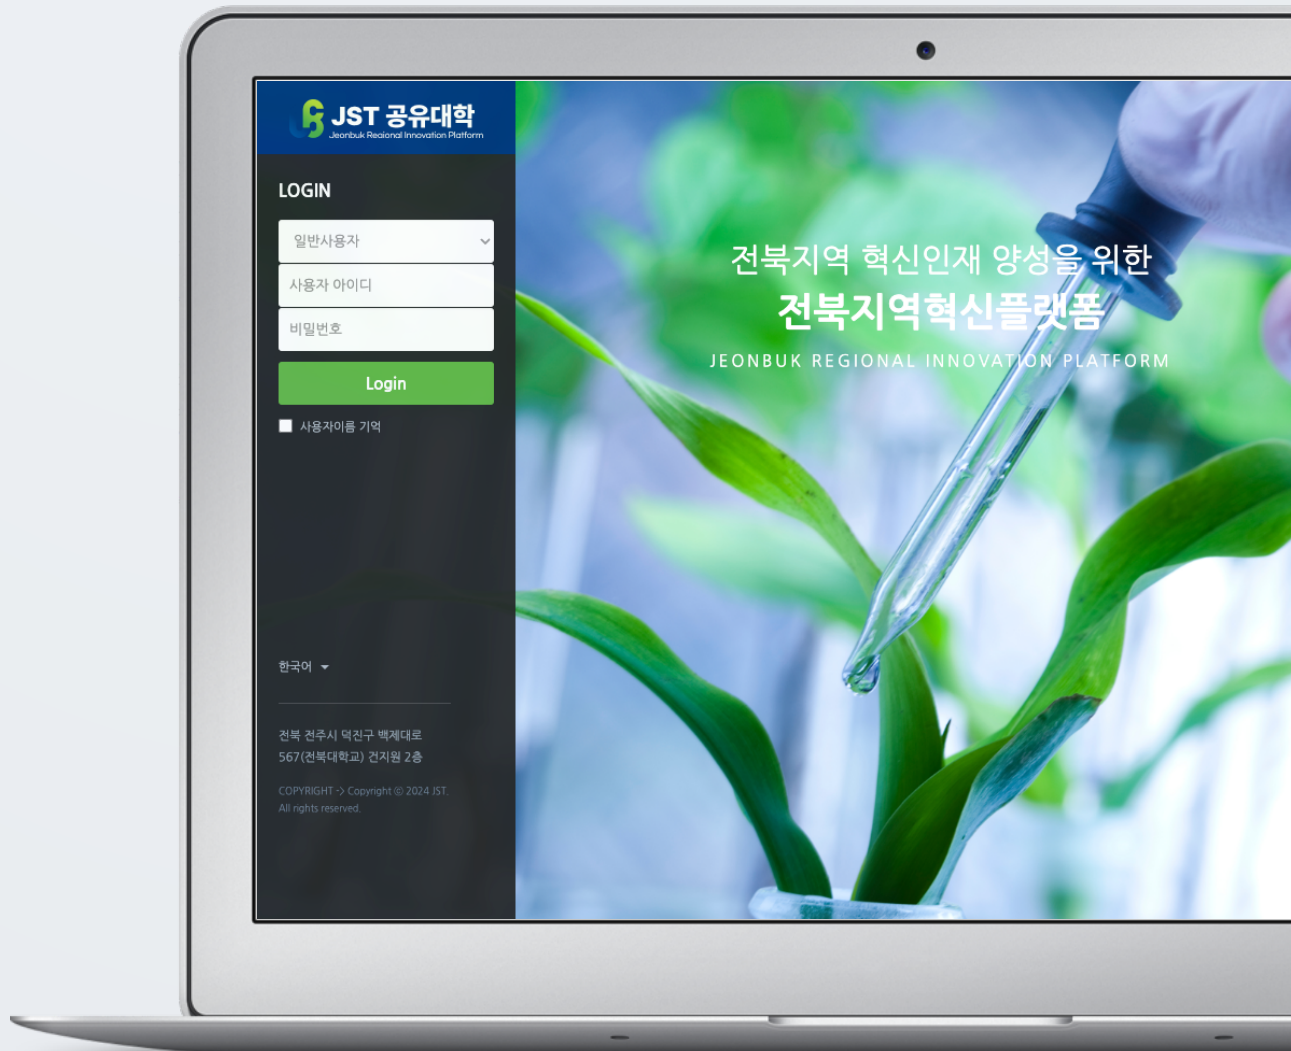 JST 공유대학
Jeonbuk Regional Innovation Platform
LOGIN
일반사용자
사용자 아이디
비밀번호
Login
사용자이름 기억
한국어
전북 전주시 덕진구 백제대로
567(전북대학교) 건지원 2층
COPYRIGHT -> Copyright ⓒ 2024 JST.
All rights reserved.
전북지역 혁신인재 양성을 위한
전북지역혁신플랫폼
JEONBUK REGIONAL INNOVATION PLATFORM